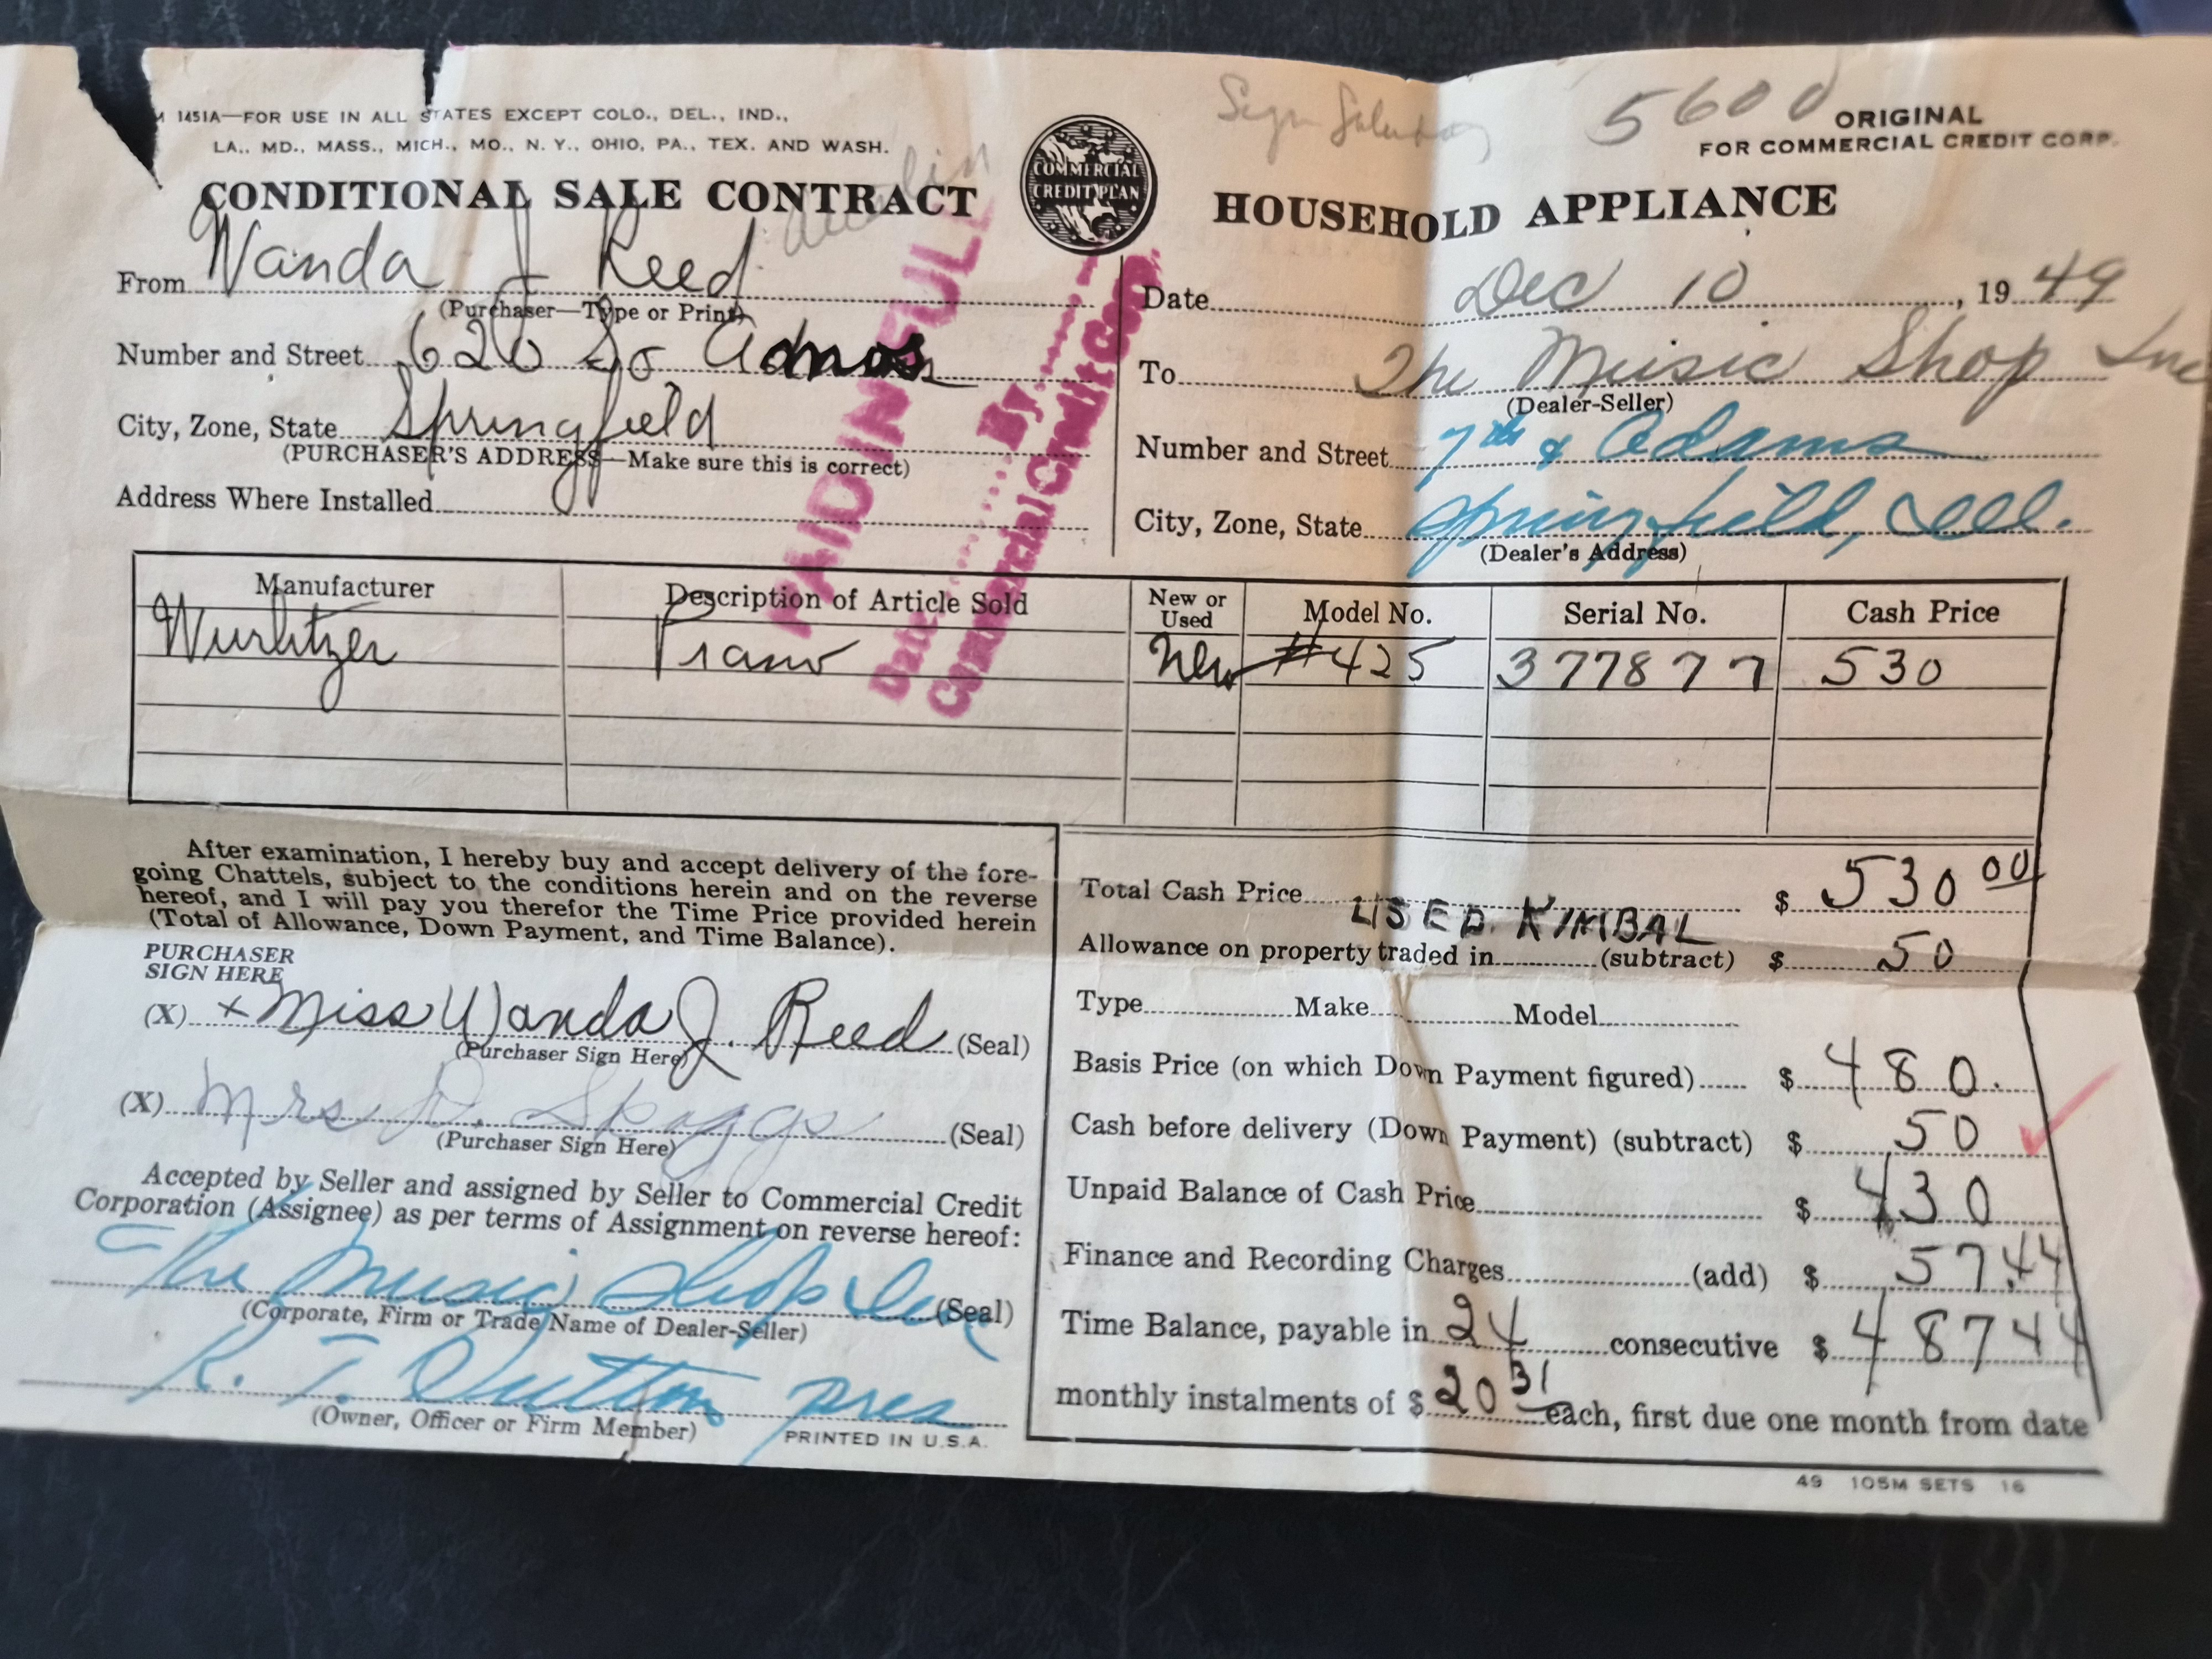 M 1451A—FOR USE IN ALL STATES EXCEPT COLO., DEL., IND.,
LA., MD., MASS., MICH., MO., N. Y., OHIO, PA., TEX. AND WASH.
ORIGINAL
FOR COMMERCIAL CREDIT CORP.
5600
CONDITIONAL SALE CONTRACT
COMMERCIAL CREDIT PLAN
HOUSEHOLD APPLIANCE
From Wanda J Reed
(Purchaser—Type or Print)
Number and Street 626 So Adams
City, Zone, State Springfield
(PURCHASER'S ADDRESS—Make sure this is correct)
Address Where Installed
PAID IN FULL
Date
Commercial Credit Corp.
By
Date Dec 10, 19 49
To The Music Shop Inc
(Dealer-Seller)
Number and Street 7th & Adams
City, Zone, State Springfield, Ill.
(Dealer's Address)
Manufacturer Description of Article Sold New or Used Model No. Serial No. Cash Price
Wurlitzer Piano New #425 377877 530
After examination, I hereby buy and accept delivery of the fore-
going Chattels, subject to the conditions herein and on the reverse
hereof, and I will pay you therefor the Time Price provided herein
(Total of Allowance, Down Payment, and Time Balance).
PURCHASER
SIGN HERE
(X) x Miss Wanda J. Reed (Seal)
(Purchaser Sign Here)
(X) Mrs. (Seal)
(Purchaser Sign Here)
Accepted by Seller and assigned by Seller to Commercial Credit
Corporation (Assignee) as per terms of Assignment on reverse hereof:
The Music Shop Inc (Seal)
(Corporate, Firm or Trade Name of Dealer-Seller)
Pres
(Owner, Officer or Firm Member)
PRINTED IN U.S.A.
Total Cash Price $ 530 00
USED KIMBAL
Allowance on property traded in (subtract) $ 50
Type Make Model
Basis Price (on which Down Payment figured) $ 480.
Cash before delivery (Down Payment) (subtract) $ 50
Unpaid Balance of Cash Price $ 430
Finance and Recording Charges (add) $ 57.44
Time Balance, payable in 24 consecutive $ 487 44
monthly instalments of $ 20 31 each, first due one month from date
49 105M SETS 16